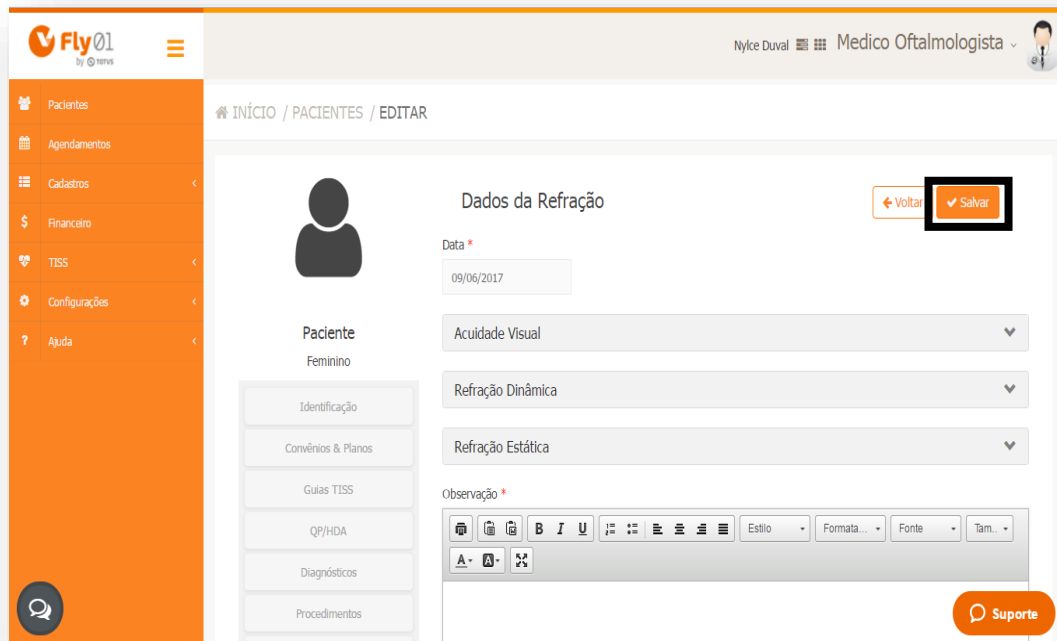 Fly01
by TOTVS
Nylce Duval Medico Oftalmologista
Pacientes
Agendamentos
Cadastros
Financeiro
TISS
Configurações
Ajuda
INÍCIO / PACIENTES / EDITAR
Paciente
Feminino
Identificação
Convênios & Planos
Guias TISS
QP/HDA
Diagnósticos
Procedimentos
Dados da Refração
Voltar
Salvar
Data *
09/06/2017
Acuidade Visual
Refração Dinâmica
Refração Estática
Observação *
B I U Estilo Formata... Fonte Tam...
A A
Suporte